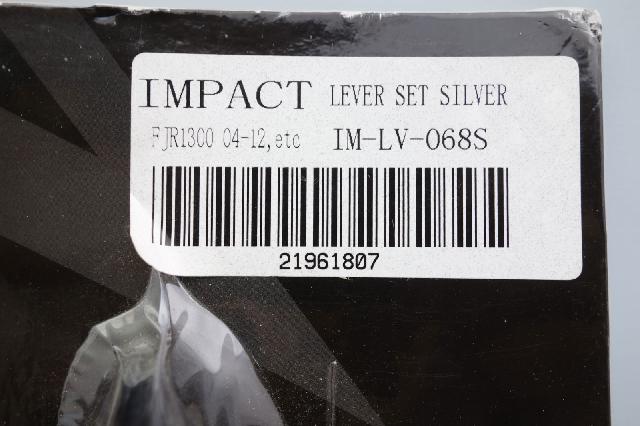 IMPACT LEVER SET SILVER
FJR1300 04-12,etc IM-LV-068S
21961807